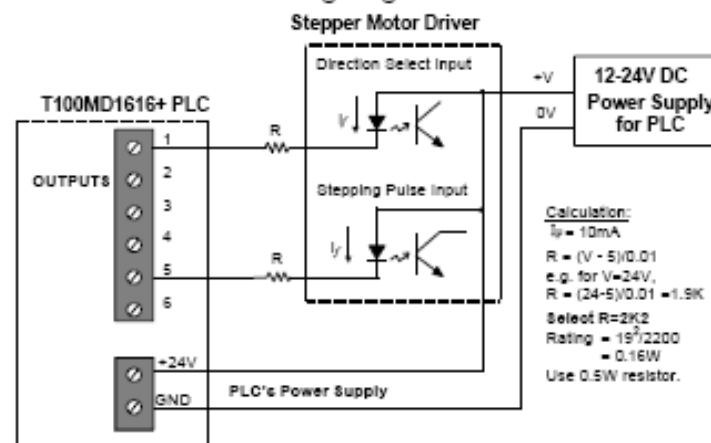 Stepper Motor Driver
Direction Select Input
+V
12-24V DC
Power Supply
for PLC
0V
T100MD1616+ PLC
R
If
1
OUTPUTS
2
3
4
5
6
Stepping Pulse Input
R
If
Calculation:
IF = 10mA
R = (V - 5)/0.01
e.g. for V=24V,
R = (24-5)/0.01 =1.9K
Select R=2K2
Rating = 19²/2200
= 0.16W
Use 0.5W resistor.
+24V
GND
PLC's Power Supply